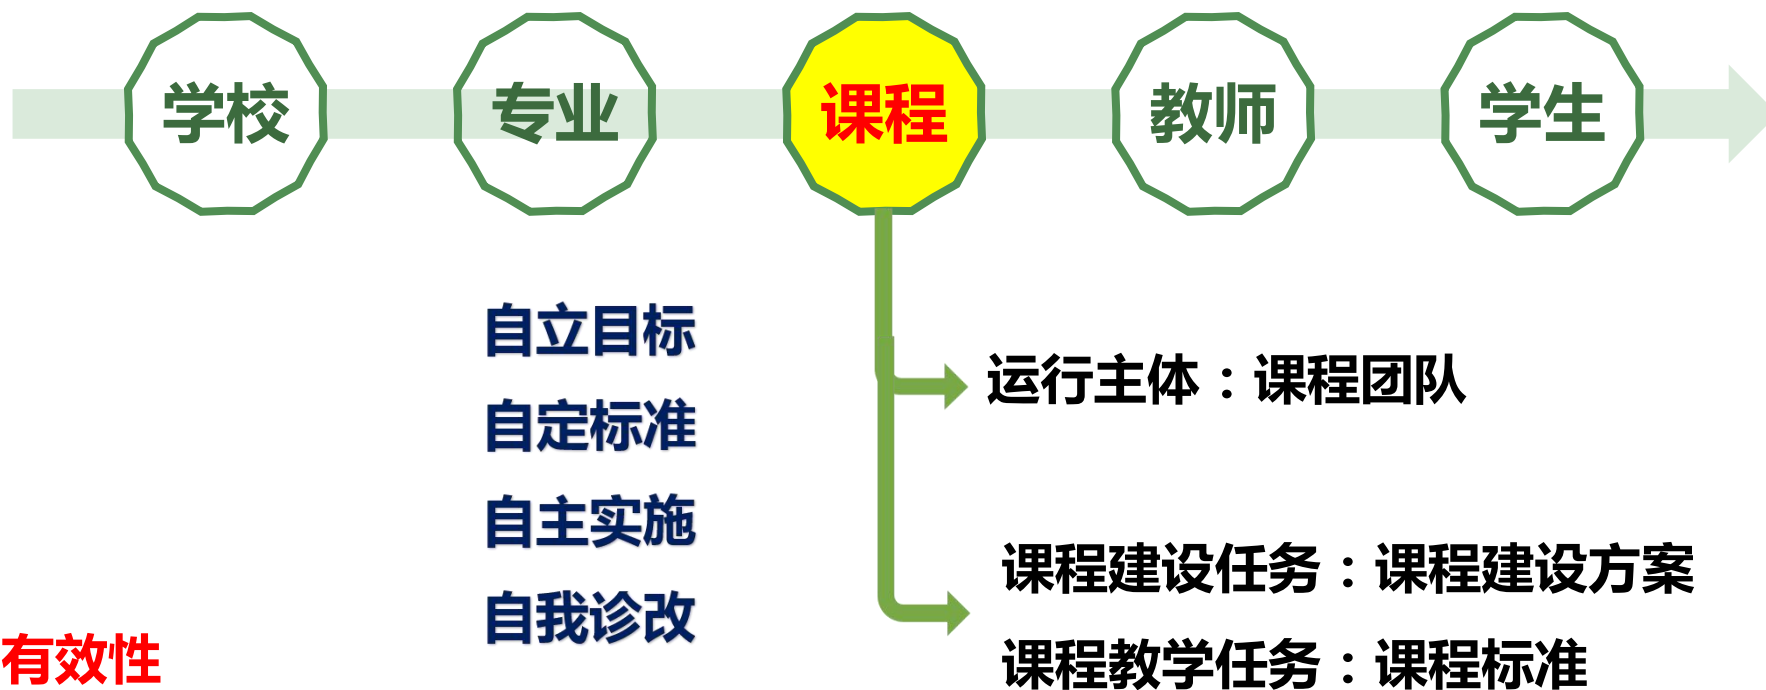 学校 专业 课程 教师 学生
自立目标
自定标准
自主实施
自我诊改
运行主体：课程团队
课程建设任务：课程建设方案
课程教学任务：课程标准
有效性